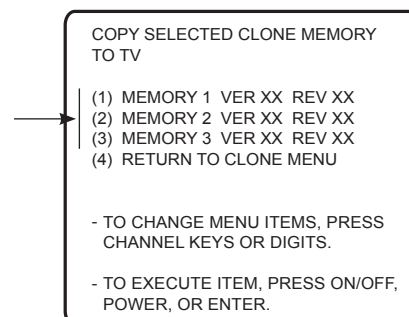 COPY SELECTED CLONE MEMORY
TO TV
(1) MEMORY 1 VER XX REV XX
(2) MEMORY 2 VER XX REV XX
(3) MEMORY 3 VER XX REV XX
(4) RETURN TO CLONE MENU
- TO CHANGE MENU ITEMS, PRESS
CHANNEL KEYS OR DIGITS.
- TO EXECUTE ITEM, PRESS ON/OFF,
POWER, OR ENTER.